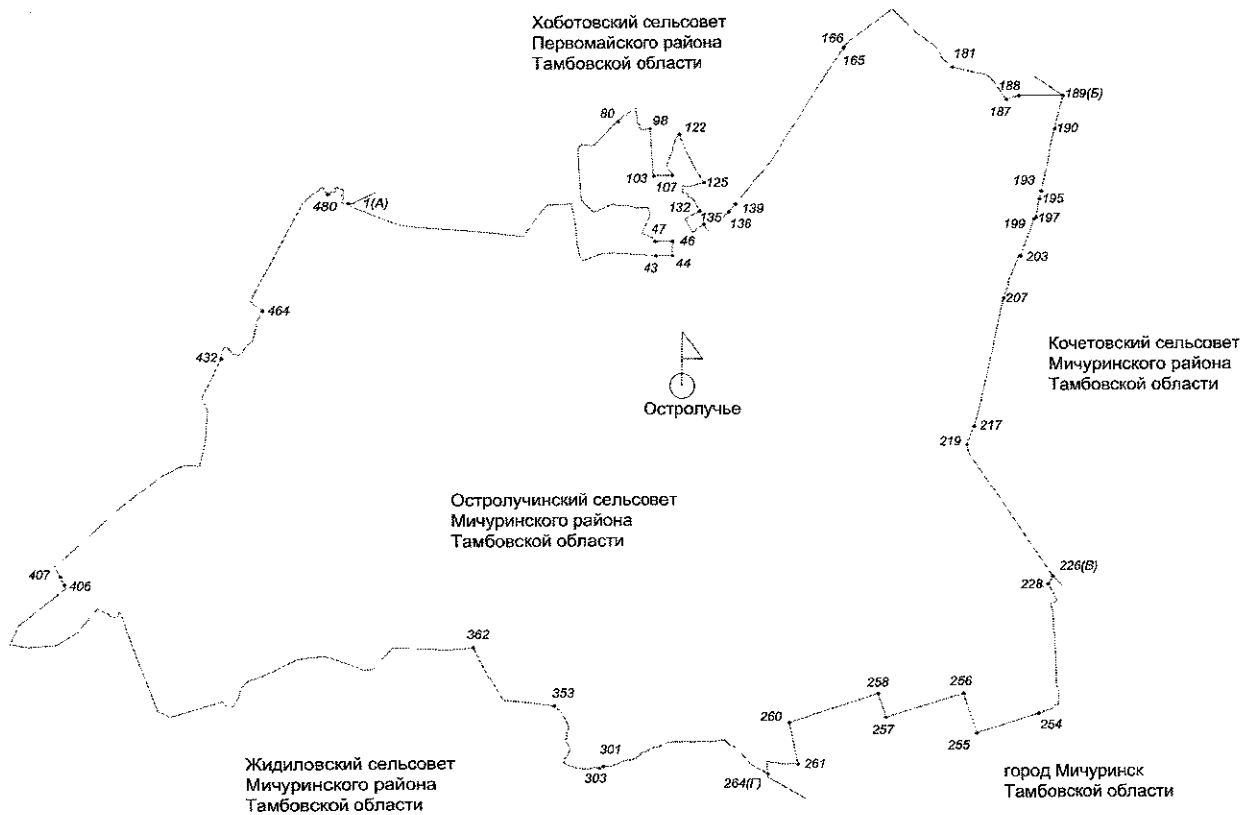 Хоботовский сельсовет
Первомайского района
Тамбовской области
166
165
181
188
187
189(Б)
190
80
98
122
103
107
125
193
195
197
199
480
1(А)
132
135
139
136
47
46
43
44
203
207
464
432
Кочетовский сельсовет
Мичуринского района
Тамбовской области
Остролучье
217
219
Остролучинский сельсовет
Мичуринского района
Тамбовской области
407
406
226(В)
228
362
353
258
256
260
257
254
255
301
303
261
264(Г)
Жидиловский сельсовет
Мичуринского района
Тамбовской области
город Мичуринск
Тамбовской области